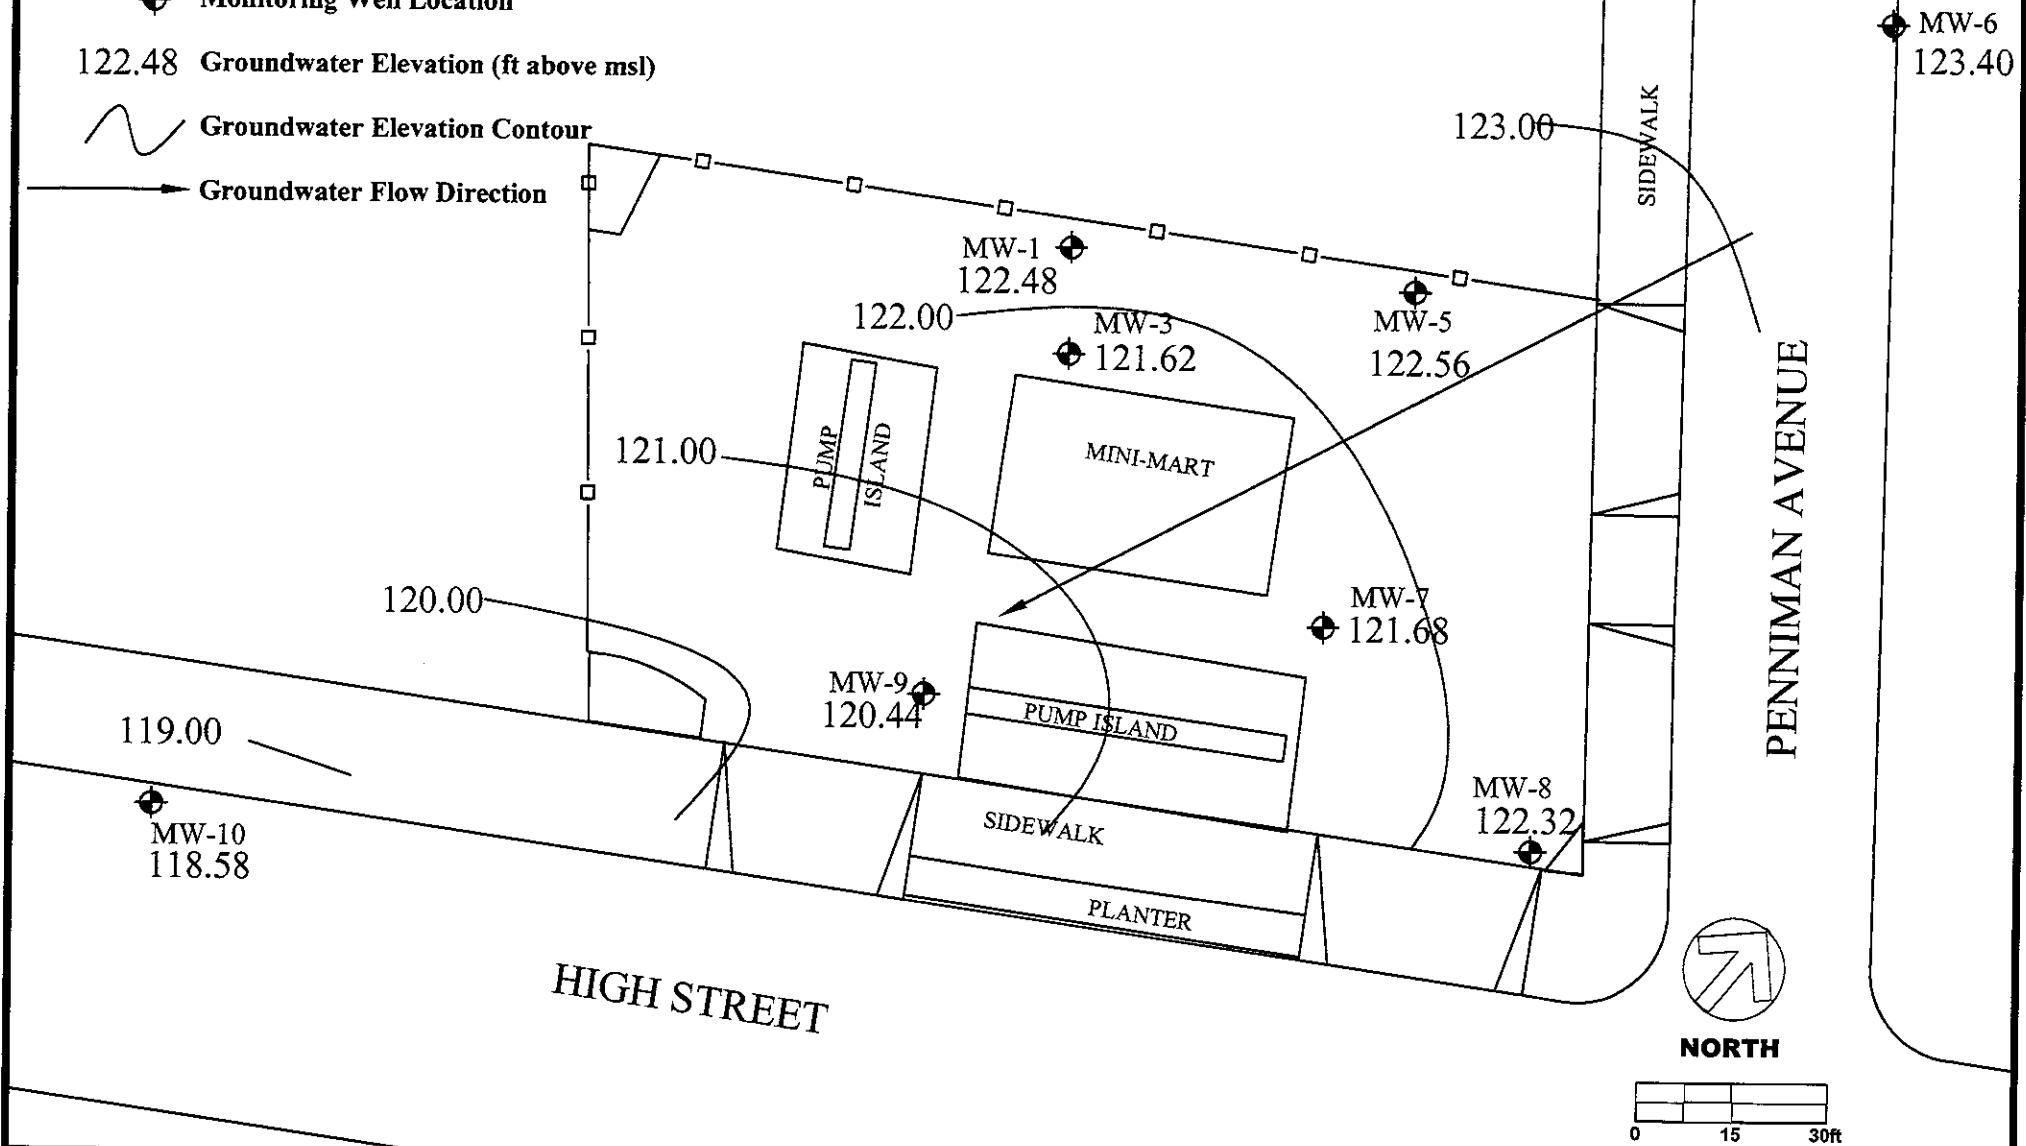 Monitoring Well Location
122.48 Groundwater Elevation (ft above msl)
Groundwater Elevation Contour
Groundwater Flow Direction
MW-6
123.40
123.00
SIDEWALK
MW-1
122.48
122.00
MW-3
121.62
MW-5
122.56
PUMP
ISLAND
MINI-MART
121.00
PENNIMAN AVENUE
120.00
MW-7
121.68
MW-9
120.44
PUMP ISLAND
119.00
MW-8
122.32
MW-10
118.58
SIDEWALK
PLANTER
HIGH STREET
NORTH
0 15 30ft